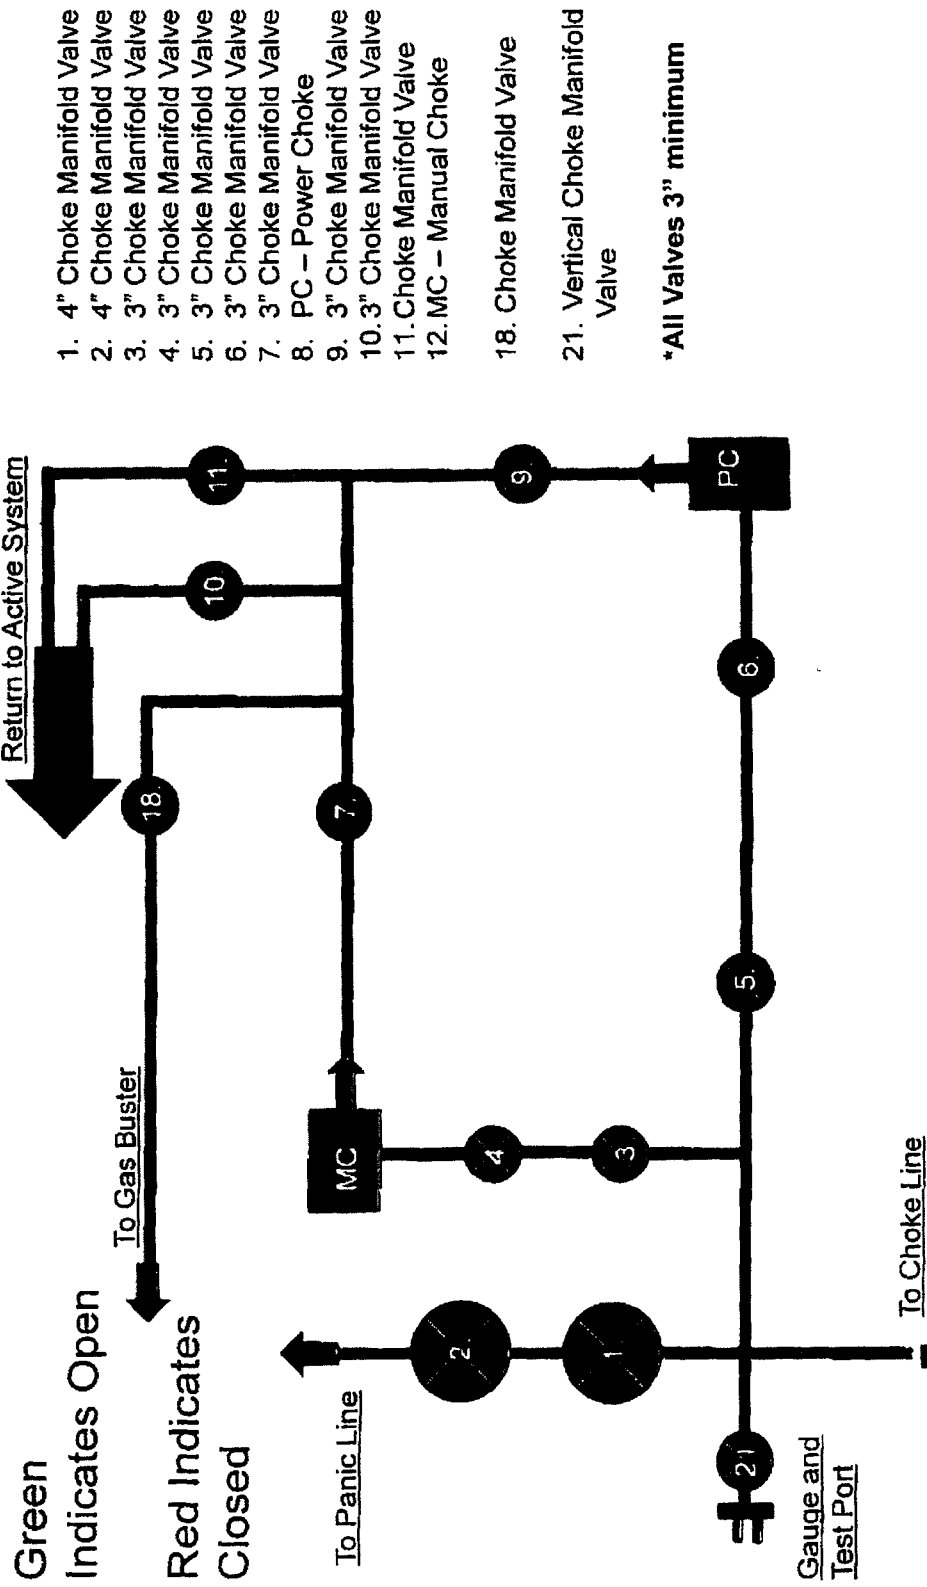 Green
Indicates Open
Red Indicates
Closed
To Gas Buster
Return to Active System
To Panic Line
Gauge and
Test Port
To Choke Line
MC
PC
1.
2.
3
4
5.
6.
7.
9.
10.
11.
18.
21
1. 4" Choke Manifold Valve
2. 4" Choke Manifold Valve
3. 3" Choke Manifold Valve
4. 3" Choke Manifold Valve
5. 3" Choke Manifold Valve
6. 3" Choke Manifold Valve
7. 3" Choke Manifold Valve
8. PC – Power Choke
9. 3" Choke Manifold Valve
10. 3" Choke Manifold Valve
11. Choke Manifold Valve
12. MC – Manual Choke
18. Choke Manifold Valve
21. Vertical Choke Manifold
Valve
*All Valves 3" minimum